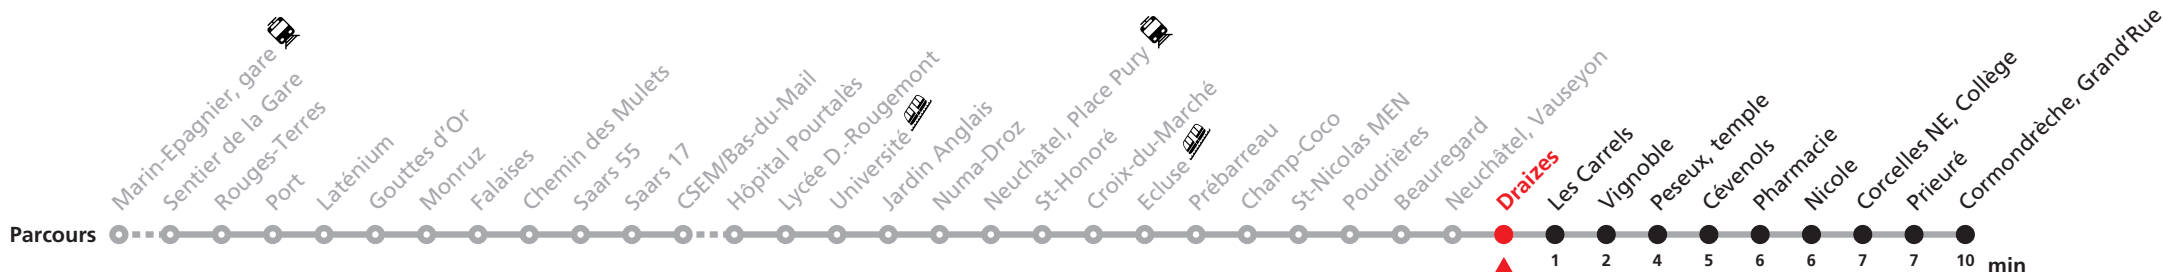 Marin-Epagnier, gare
Sentier de la Gare
Rouges-Terres
Port
Laténium
Gouttes d'Or
Monruz
Falaises
Chemin des Mulets
Saars 55
Saars 17
CSEM/Bas-du-Mail
Hôpital Pourtalès
Lycée D.-Rougemont
Université
Jardin Anglais
Numa-Droz
Neuchâtel, Place Pury
St-Honoré
Croix-du-Marché
Ecluse
Prébarreau
Champ-Coco
St-Nicolas MEN
Poudrières
Beauregard
Neuchâtel, Vauseyon
Draizes
Les Carrels
Vignoble
Peseux, temple
Cévenols
Pharmacie
Nicole
Corcelles NE, Collège
Prieuré
Cormondrèche, Grand'Rue
Parcours
1 2 4 5 6 6 7 7 10 min